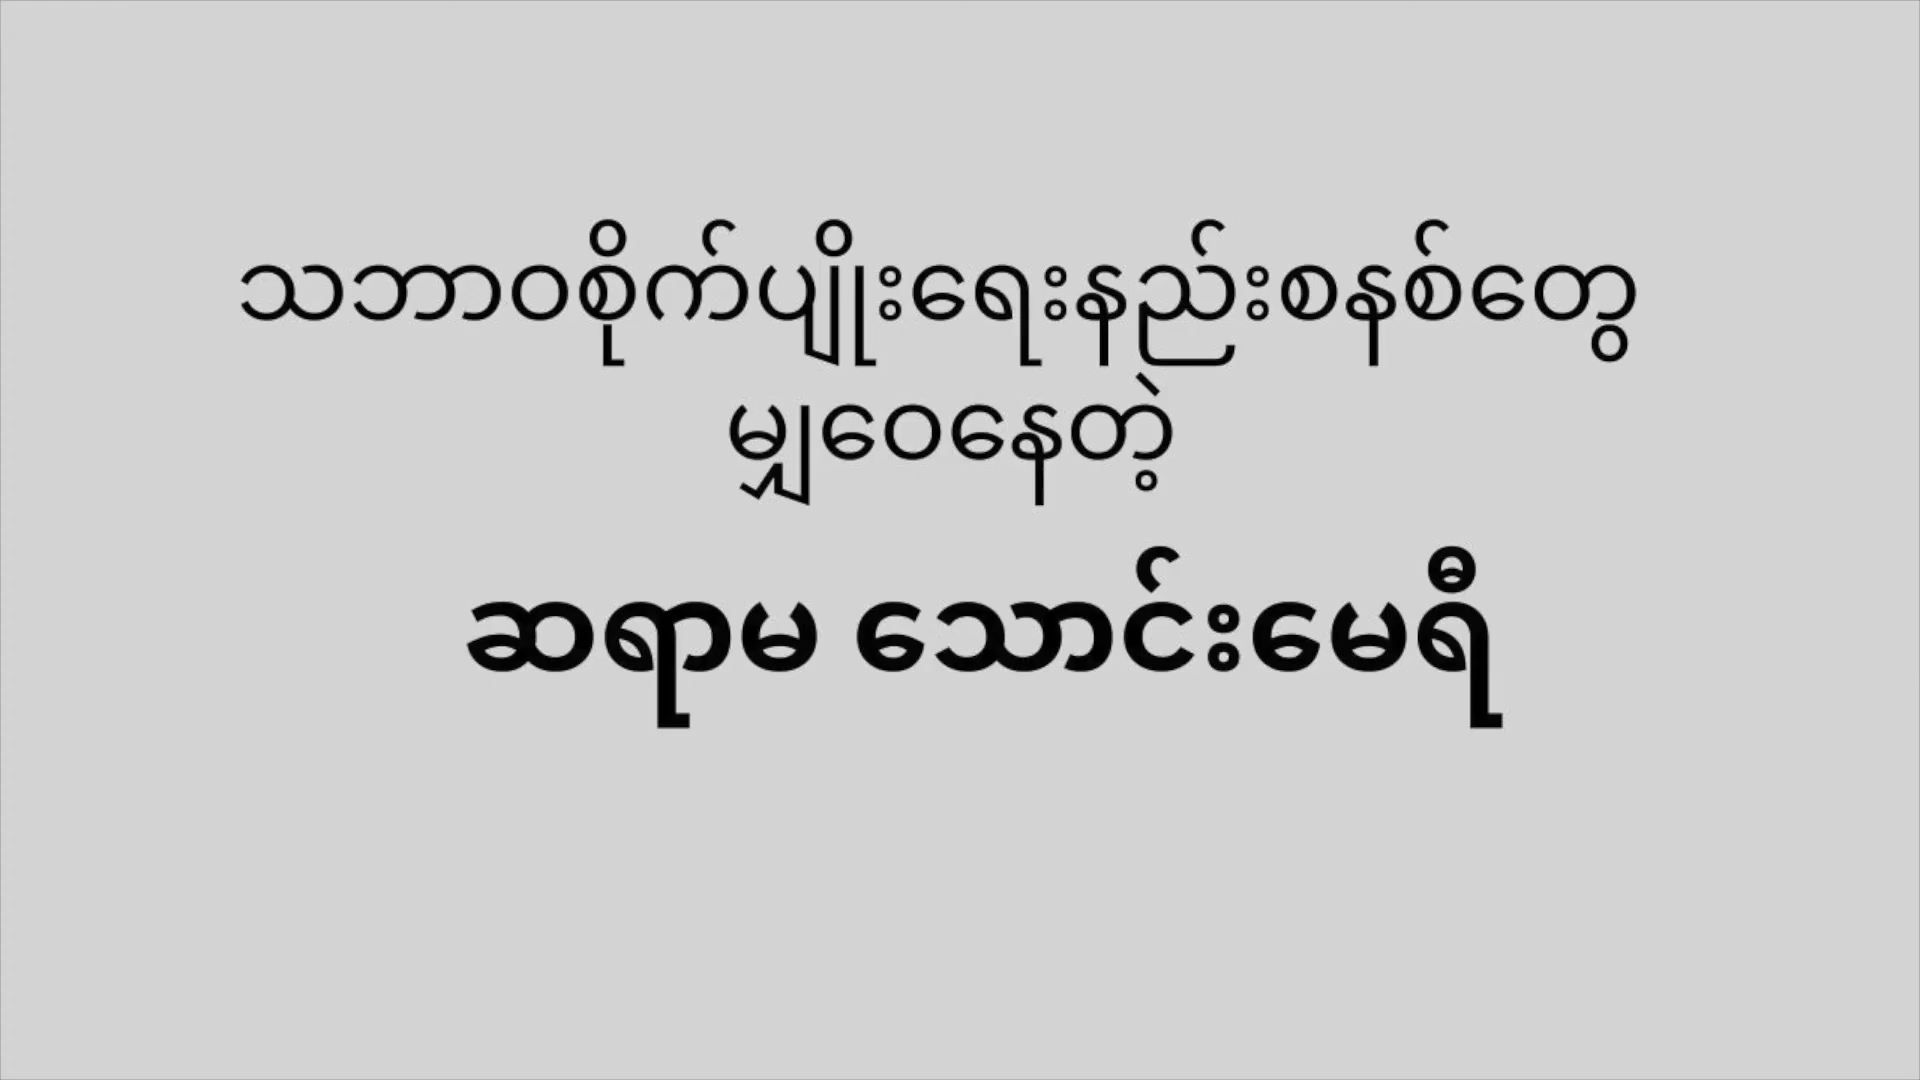 သဘာဝစိုက်ပျိုးရေးနည်းစနစ်တွေ
မျှဝေနေတဲ့
ဆရာမ သောင်းမေရီ